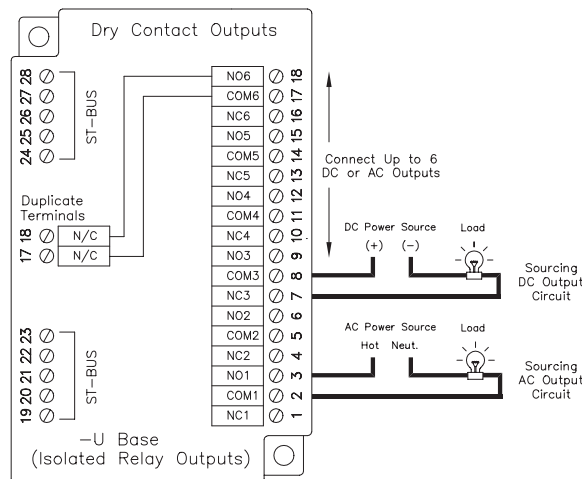 Dry Contact Outputs
28
27
26
25
24
ST-BUS
Duplicate
Terminals
18 N/C
17 N/C
23
22
21
20
19
ST-BUS
NO6 18
COM6 17
NC6 16
NO5 15
COM5 14
NC5 13
NO4 12
COM4 11
NC4 10
NO3 9
COM3 8
NC3 7
NO2 6
COM2 5
NC2 4
NO1 3
COM1 2
NC1 1
-U Base
(Isolated Relay Outputs)
Connect Up to 6
DC or AC Outputs
DC Power Source
(+) (-)
Load
Sourcing
DC Output
Circuit
AC Power Source
Hot Neut.
Load
Sourcing
AC Output
Circuit